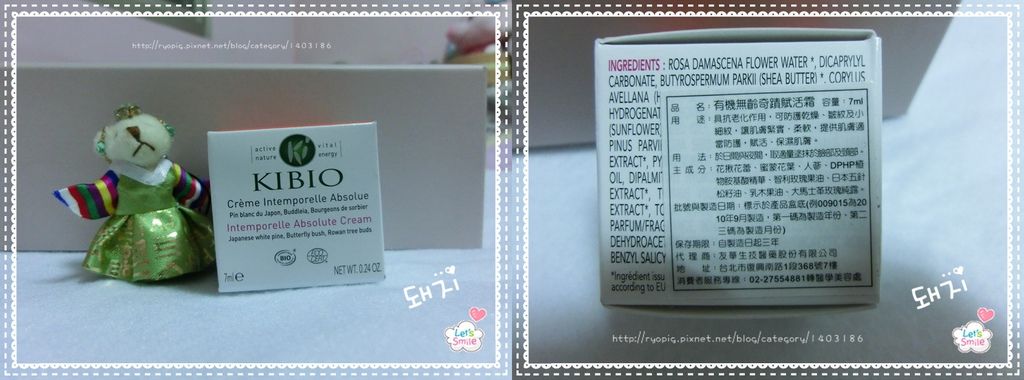 http://ryopig.pixnet.net/blog/category/1403186
active nature
vital energy
KIBIO
Crème Intemporelle Absolue
Pin blanc du Japon, Buddleia, Bourgeons de sorbier
Intemporelle Absolute Cream
Japanese white pine, Butterfly bush, Rowan tree buds
BIO
7ml e
NET WT. 0.24 OZ.
돼지
Let's
Smile
INGREDIENTS : ROSA DAMASCENA FLOWER WATER *, DICAPRYLYL
CARBONATE, BUTYROSPERMUM PARKII (SHEA BUTTER) *, CORYLUS
AVELLANA
HYDROGENAT
(SUNFLOWER
PINUS PARVI
EXTRACT*, PY
OIL, DIPALMI
EXTRACT*
EXTRACT*, TO
PARFUM/FRAG
DEHYDROACET
BENZYL SALICY
*Ingrédient issu
according to EU
品 名：有機無齡奇蹟賦活霜 容量：7ml
用 途：具抗老化作用，可防護乾燥、皺紋及小
細紋，讓肌膚緊實、柔軟，提供肌膚適
當防護、賦活、保濕肌膚。
用 法：於日間與夜間，取適量塗抹於臉部及頸部。
主 成 分：花揪花蕾、蜜蒙花葉、人蔘、DPHP植
物胺基酸精華、智利玫瑰果油、日本五針
松籽油、乳木果油、大馬士革玫瑰純露。
批號與製造日期：標示於產品盒底(例009015為20
10年9月製造，第一碼為製造年份，第二
三碼為製造月份)
保存期限：自製造日起三年
代 理 商：友華生技醫藥股份有限公司
地 址：台北市復興南路1段368號7樓
消費者服務專線：02-27554881轉醫學美容處
http://ryopig.pixnet.net/blog/category/1403186
돼지
Let's
Smile